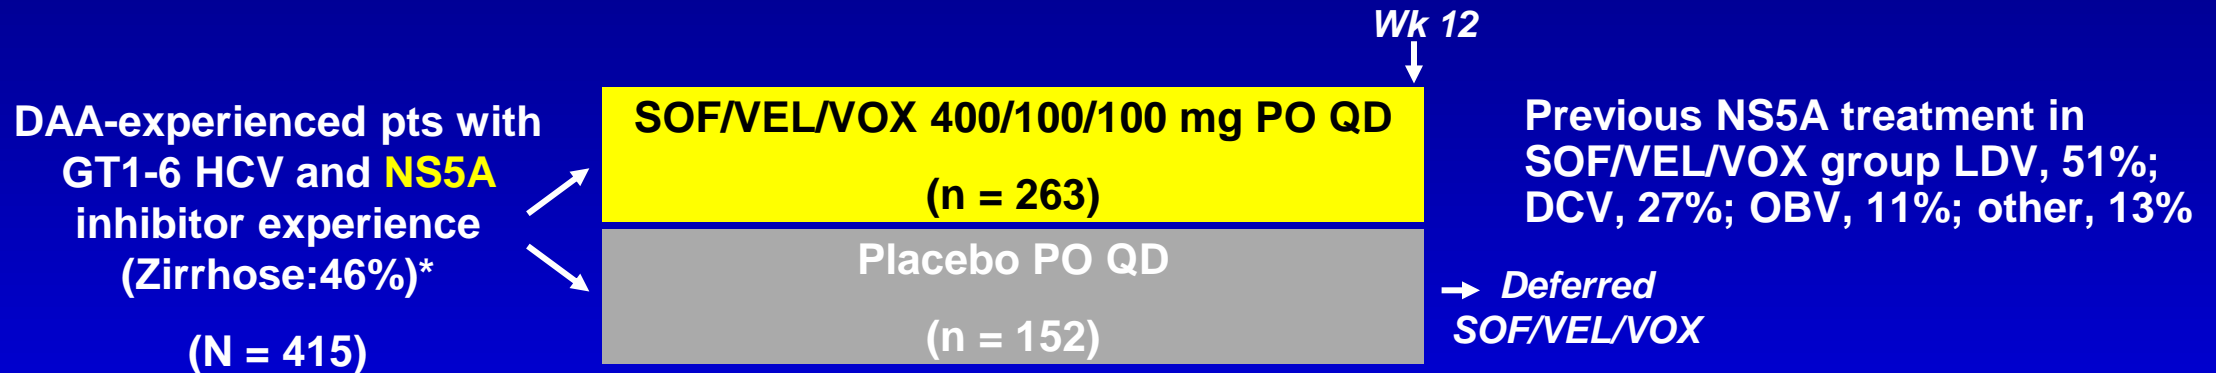 Wk 12
DAA-experienced pts with
GT1-6 HCV and NS5A
inhibitor experience
(Zirrhose:46%)*
(N = 415)
SOF/VEL/VOX 400/100/100 mg PO QD
(n = 263)
Placebo PO QD
(n = 152)
Previous NS5A treatment in
SOF/VEL/VOX group LDV, 51%;
DCV, 27%; OBV, 11%; other, 13%
Deferred
SOF/VEL/VOX